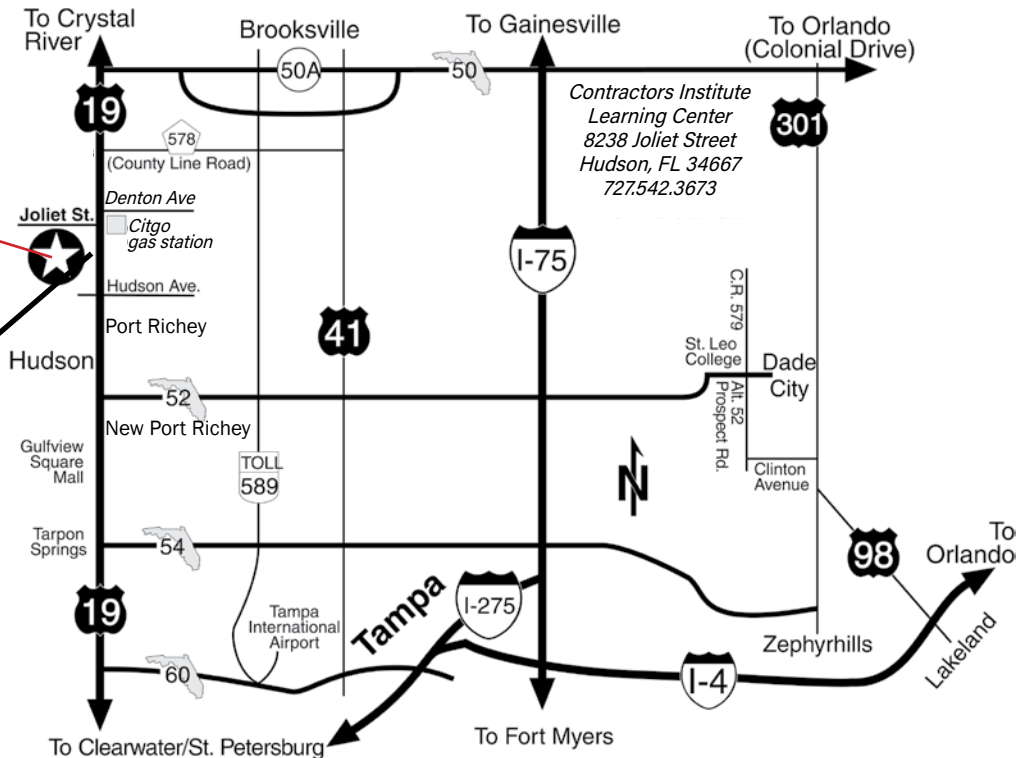 To Crystal
River
Brooksville
To Gainesville
To Orlando
(Colonial Drive)
50A
50
19
Contractors Institute
Learning Center
8238 Joliet Street
Hudson, FL 34667
727.542.3673
301
578
(County Line Road)
Denton Ave
Joliet St.
Citgo
gas station
I-75
Hudson Ave.
C.R. 579
Port Richey
41
Hudson
St. Leo
College
Dade
City
52
Alt. 52
Prospect Rd.
New Port Richey
Gulfview
Square
Mall
TOLL
589
N
Clinton
Avenue
Tarpon
Springs
54
98
To
Orlando
19
Tampa
I-275
Tampa
International
Airport
Zephyrhills
Lakeland
60
I-4
To Clearwater/St. Petersburg
To Fort Myers